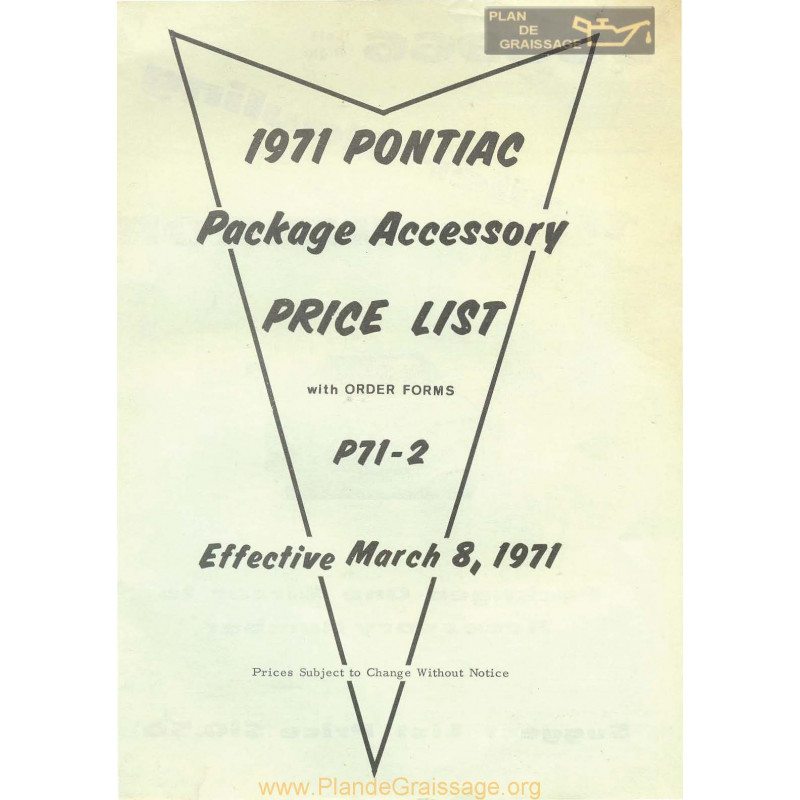 PLAN
DE
GRAISSAGE
1971 PONTIAC
Package Accessory
PRICE LIST
with ORDER FORMS
P71-2
Effective March 8, 1971
Prices Subject to Change Without Notice
www.PlandeGraissage.org